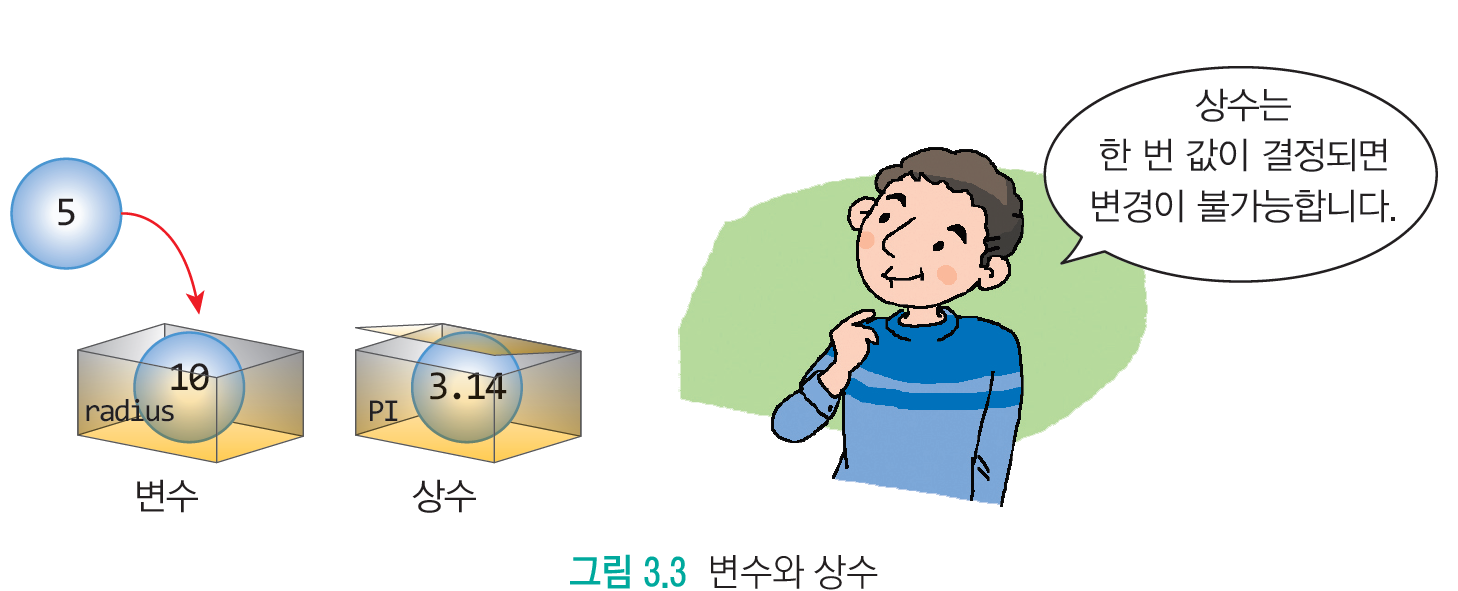 상수는
한 번 값이 결정되면
변경이 불가능합니다.
5
10
radius
3.14
PI
변수
상수
그림 3.3 변수와 상수